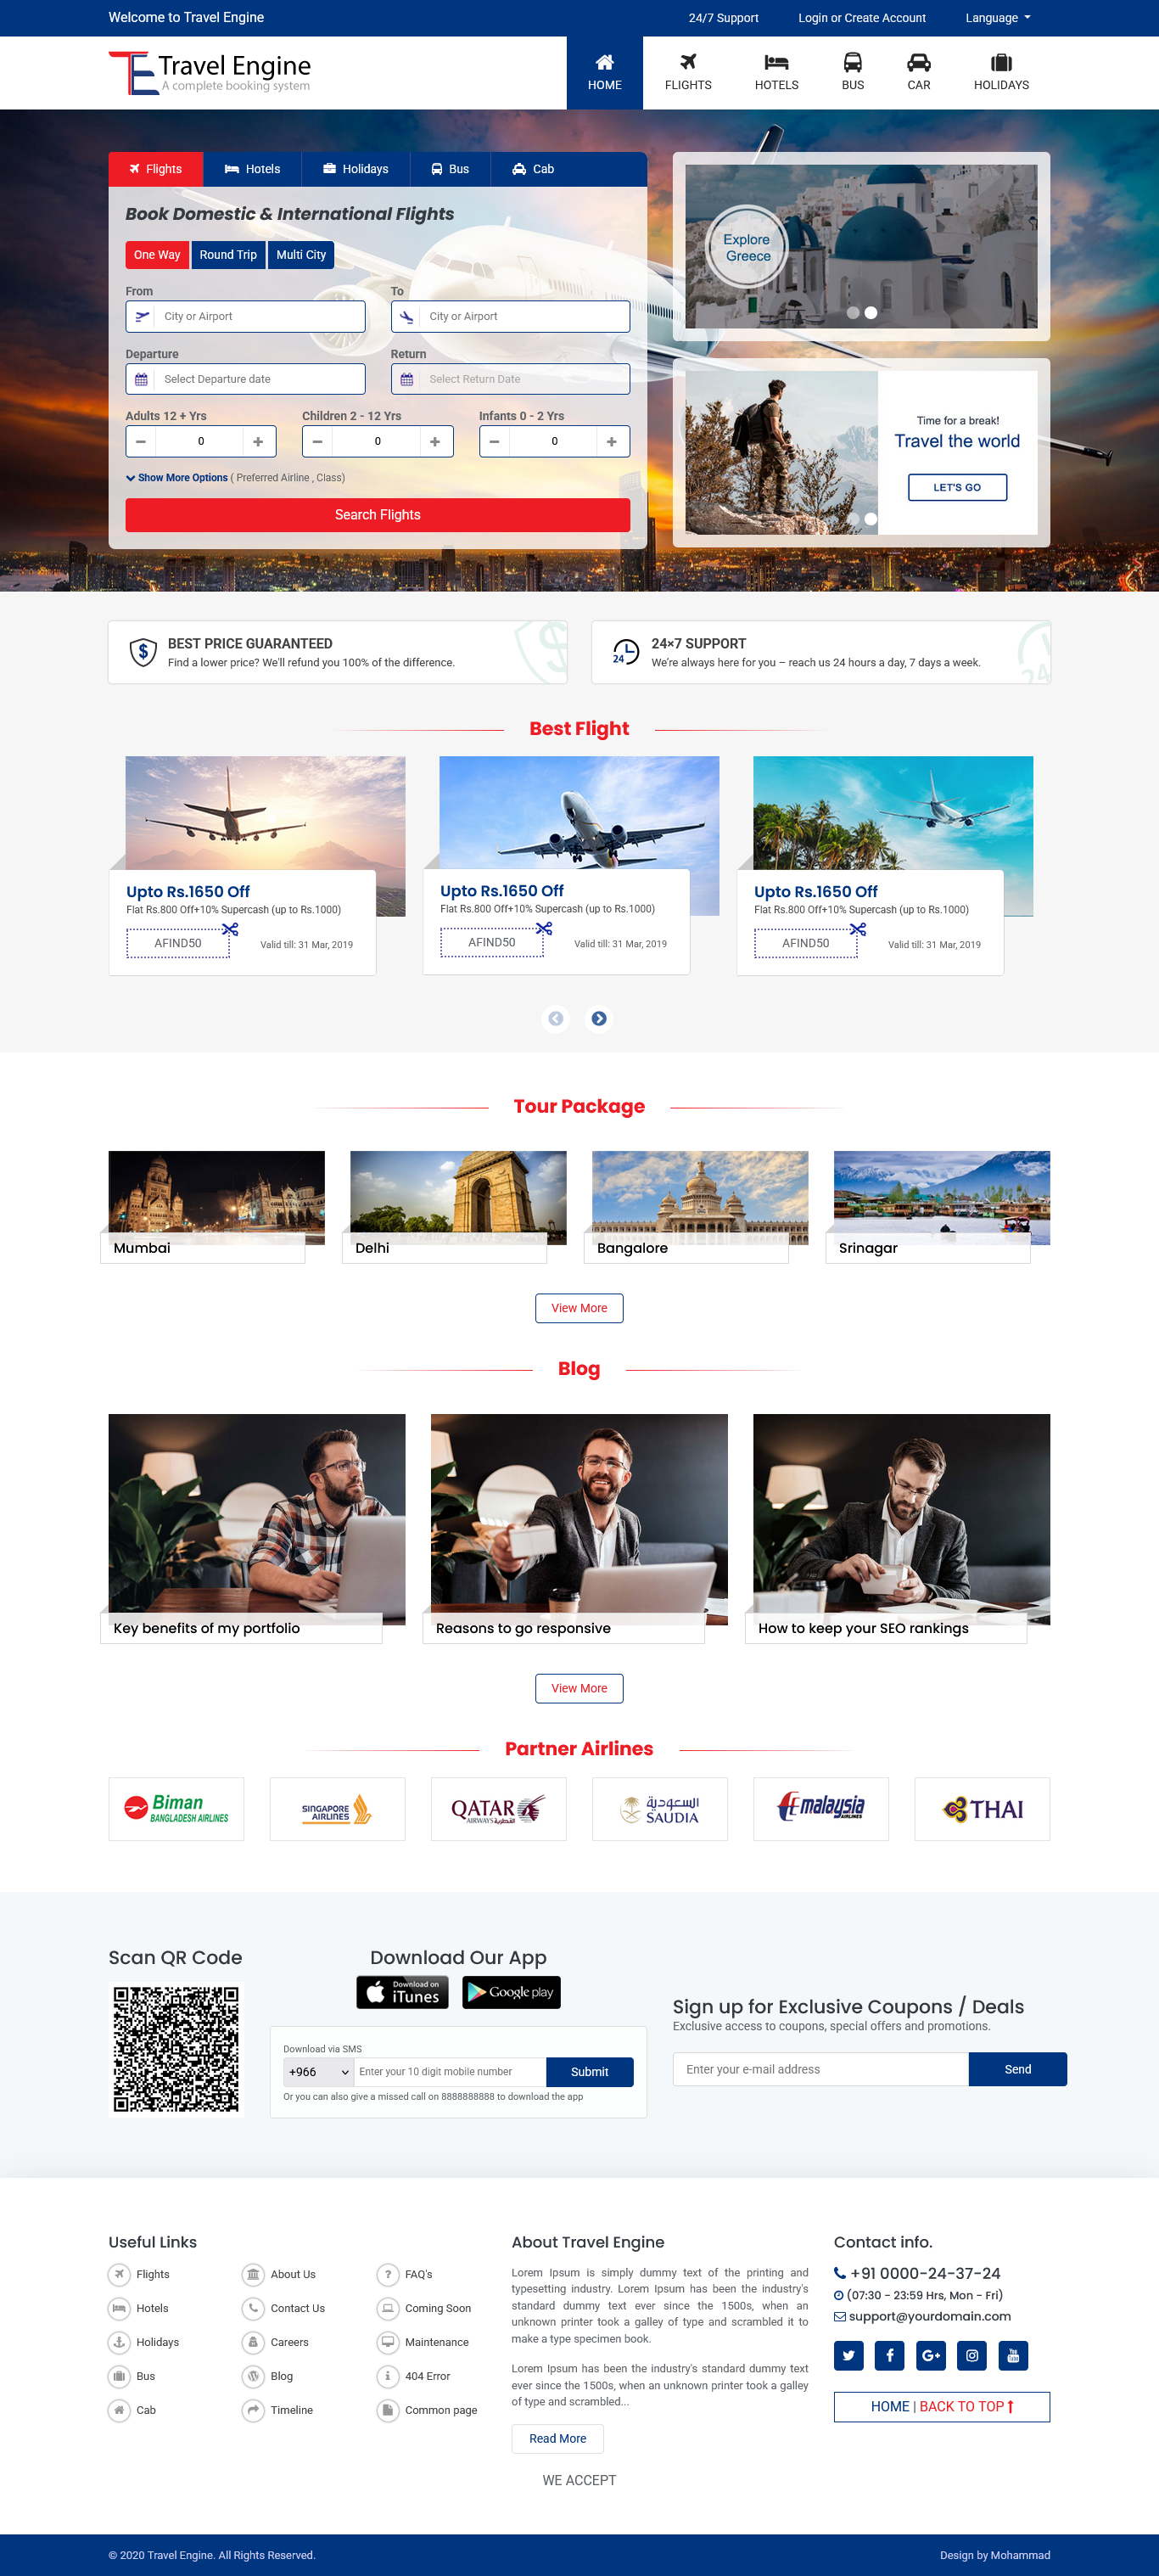 Welcome to Travel Engine
24/7 Support
Login or Create Account
Language
Travel Engine
A complete booking system
HOME
FLIGHTS
HOTELS
BUS
CAR
HOLIDAYS
Flights
Hotels
Holidays
Bus
Cab
Book Domestic & International Flights
One Way
Round Trip
Multi City
From
To
City or Airport
City or Airport
Departure
Return
Select Departure date
Select Return Date
Adults 12 + Yrs
Children 2 - 12 Yrs
Infants 0 - 2 Yrs
0
0
0
Show More Options ( Preferred Airline , Class)
Search Flights
Explore
Greece
Time for a break!
Travel the world
LET'S GO
BEST PRICE GUARANTEED
Find a lower price? We'll refund you 100% of the difference.
24
24×7 SUPPORT
We're always here for you – reach us 24 hours a day, 7 days a week.
24
Best Flight
Upto Rs.1650 Off
Flat Rs.800 Off+10% Supercash (up to Rs.1000)
AFIND50
Valid till: 31 Mar, 2019
Upto Rs.1650 Off
Flat Rs.800 Off+10% Supercash (up to Rs.1000)
AFIND50
Valid till: 31 Mar, 2019
Upto Rs.1650 Off
Flat Rs.800 Off+10% Supercash (up to Rs.1000)
AFIND50
Valid till: 31 Mar, 2019
Tour Package
Mumbai
Delhi
Bangalore
Srinagar
View More
Blog
Key benefits of my portfolio
Reasons to go responsive
How to keep your SEO rankings
View More
Partner Airlines
Biman
BANGLADESH AIRLINES
SINGAPORE
AIRLINES
QATAR
AIRWAYS القطرية
السعودية
SAUDIA
malaysia
AIRLINES
THAI
Scan QR Code
Download Our App
Download on
iTunes
Google play
Download via SMS
+966
Enter your 10 digit mobile number
Submit
Or you can also give a missed call on 8888888888 to download the app
Sign up for Exclusive Coupons / Deals
Exclusive access to coupons, special offers and promotions.
Enter your e-mail address
Send
Useful Links
Flights
About Us
FAQ's
Hotels
Contact Us
Coming Soon
Holidays
Careers
Maintenance
Bus
Blog
404 Error
Cab
Timeline
Common page
About Travel Engine
Lorem Ipsum is simply dummy text of the printing and
typesetting industry. Lorem Ipsum has been the industry's
standard dummy text ever since the 1500s, when an
unknown printer took a galley of type and scrambled it to
make a type specimen book.
Lorem Ipsum has been the industry's standard dummy text
ever since the 1500s, when an unknown printer took a galley
of type and scrambled...
Read More
WE ACCEPT
Contact info.
+91 0000-24-37-24
(07:30 - 23:59 Hrs, Mon - Fri)
support@yourdomain.com
HOME | BACK TO TOP
© 2020 Travel Engine. All Rights Reserved.
Design by Mohammad